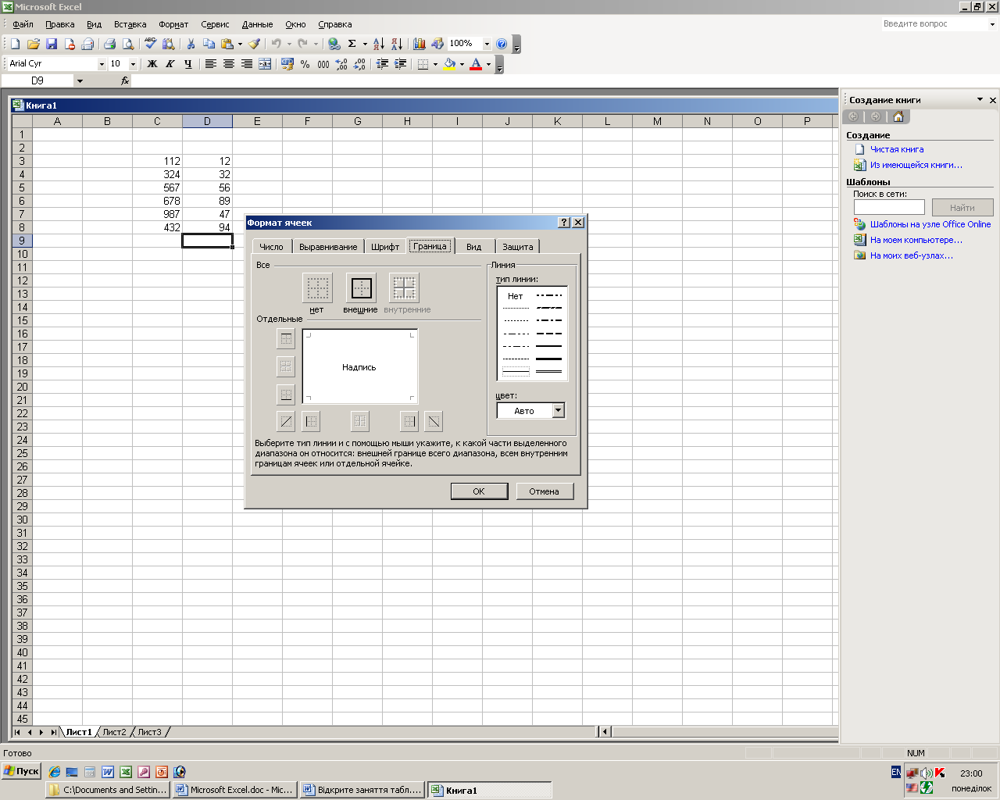 Microsoft Excel
Файл Правка Вид Вставка Формат Сервис Данные Окно Справка
Введите вопрос
100%
Arial Cyr 10 Ж К Ч % 000
D9 fx
Книга1
A B C D E F G H I J K L M N O P
1
2
3 112 12
4 324 32
5 567 56
6 678 89
7 987 47
8 432 94
9
10
11
12
13
14
15
16
17
18
19
20
21
22
23
24
25
26
27
28
29
30
31
32
33
34
35
36
37
38
39
40
41
42
43
44
45
Формат ячеек
Число Выравнивание Шрифт Граница Вид Защита
Все
нет внешние внутренние
Отдельные
Надпись
Линия
тип линии:
Нет
цвет:
Авто
Выберите тип линии и с помощью мыши укажите, к какой части выделенного
диапазона он относится: внешней границе всего диапазона, всем внутренним
границам ячеек или отдельной ячейке.
ОК Отмена
Создание книги
Создание
Чистая книга
Из имеющейся книги...
Шаблоны
Поиск в сети:
Найти
Шаблоны на узле Office Online
На моем компьютере...
На моих веб-узлах...
Лист1 Лист2 Лист3
Готово
NUM
Пуск
EN
23:00
понеділок
C:\Documents and Settin...
Microsoft Excel.doc - Mic...
Відкрите заняття табл....
Книга1